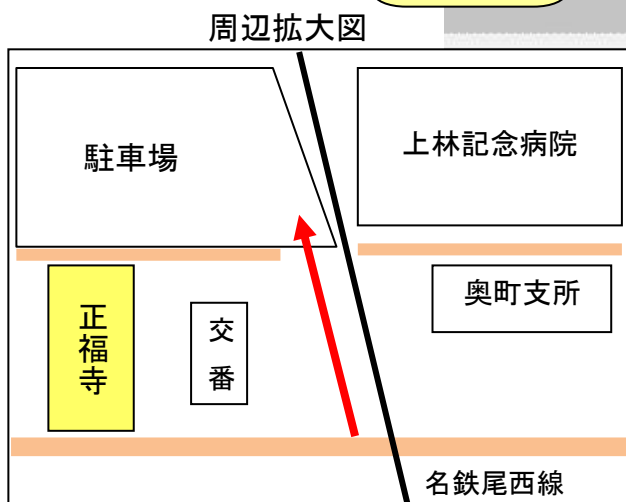 周辺拡大図
駐車場
上林記念病院
奥町支所
正福寺
交番
名鉄尾西線